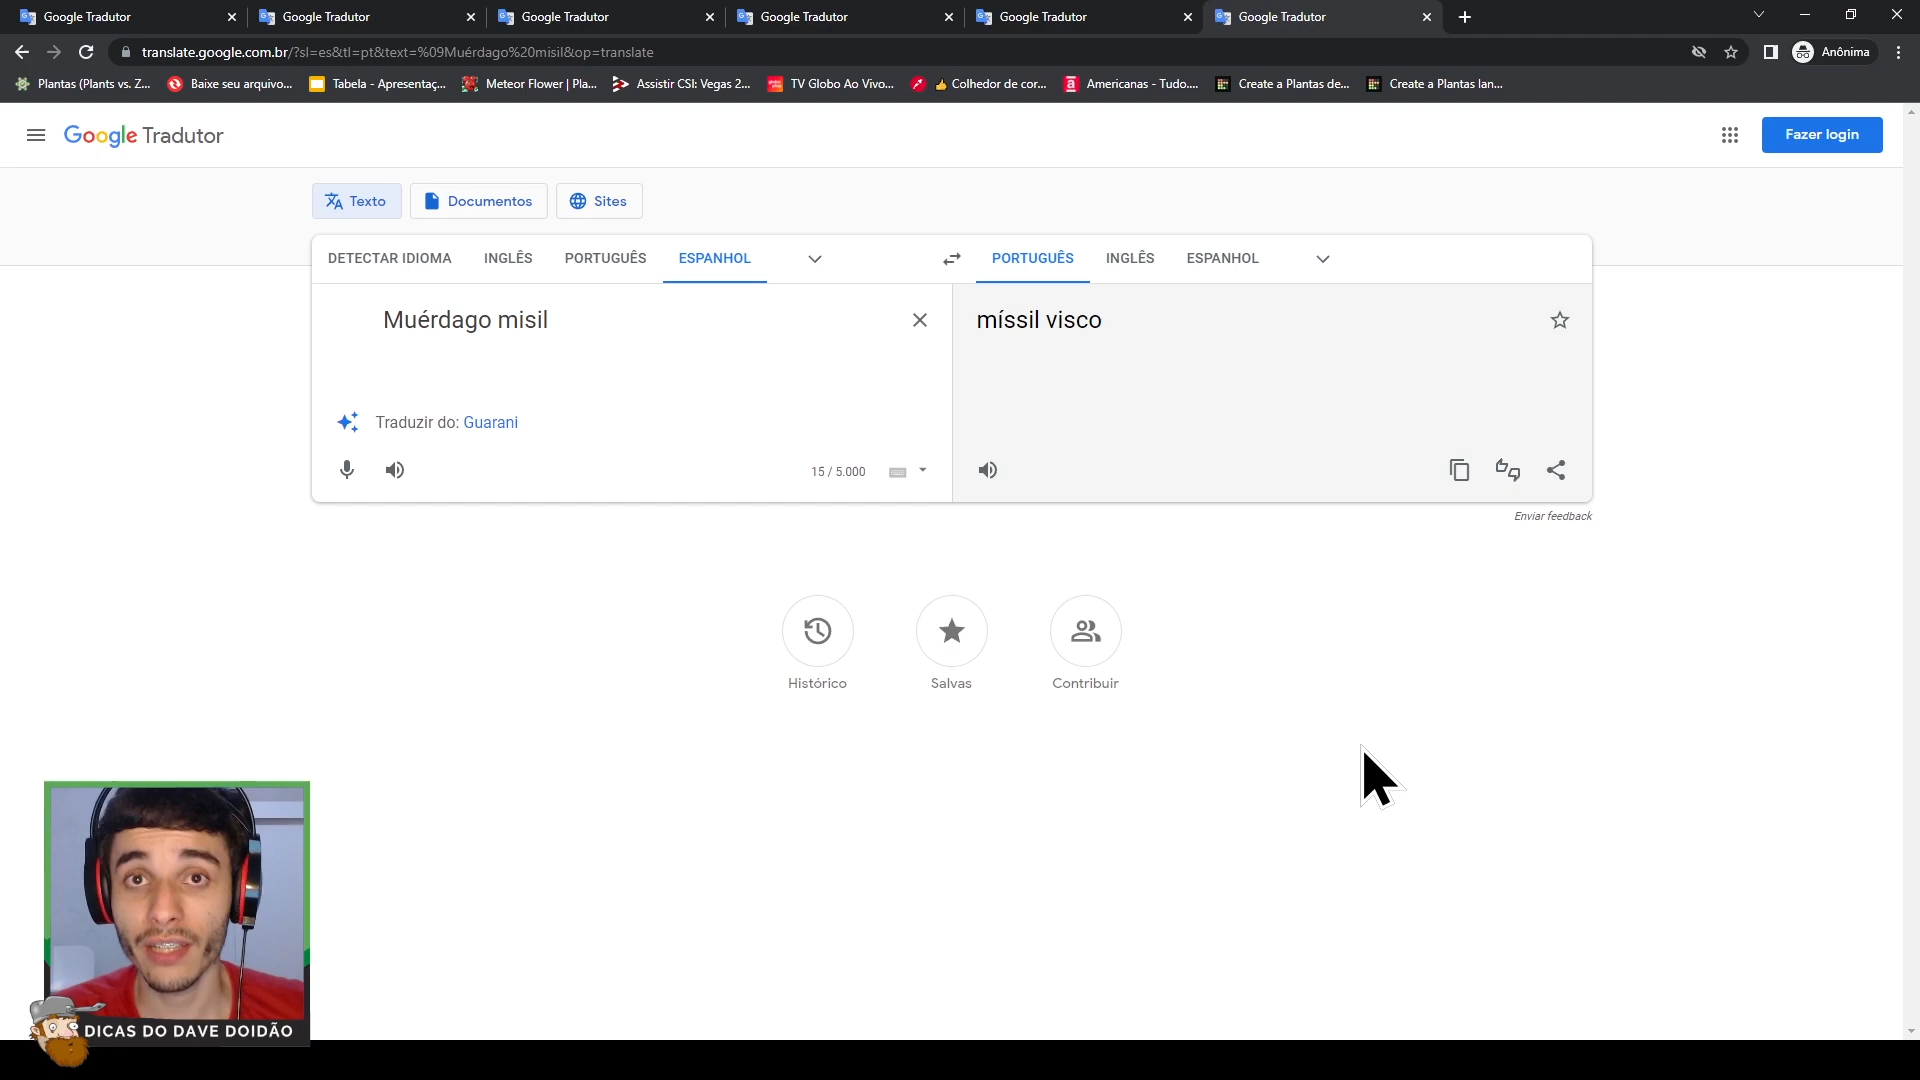 Google Tradutor
Google Tradutor
Google Tradutor
Google Tradutor
Google Tradutor
Google Tradutor
translate.google.com.br/?sl=es&tl=pt&text=%09Muérdago%20misil&op=translate
Anônima
Plantas (Plants vs. Z...
Baixe seu arquivo...
Tabela - Apresentaç...
Meteor Flower | Pla...
Assistir CSI: Vegas 2...
TV Globo Ao Vivo...
Colhedor de cor...
Americanas - Tudo....
Create a Plantas de...
Create a Plantas lan...
Google Tradutor
Fazer login
Texto
Documentos
Sites
DETECTAR IDIOMA INGLÊS PORTUGUÊS ESPANHOL
PORTUGUÊS INGLÊS ESPANHOL
Muérdago misil
míssil visco
Traduzir do: Guarani
15 / 5.000
Enviar feedback
Histórico
Salvas
Contribuir
DICAS DO DAVE DOIDÃO